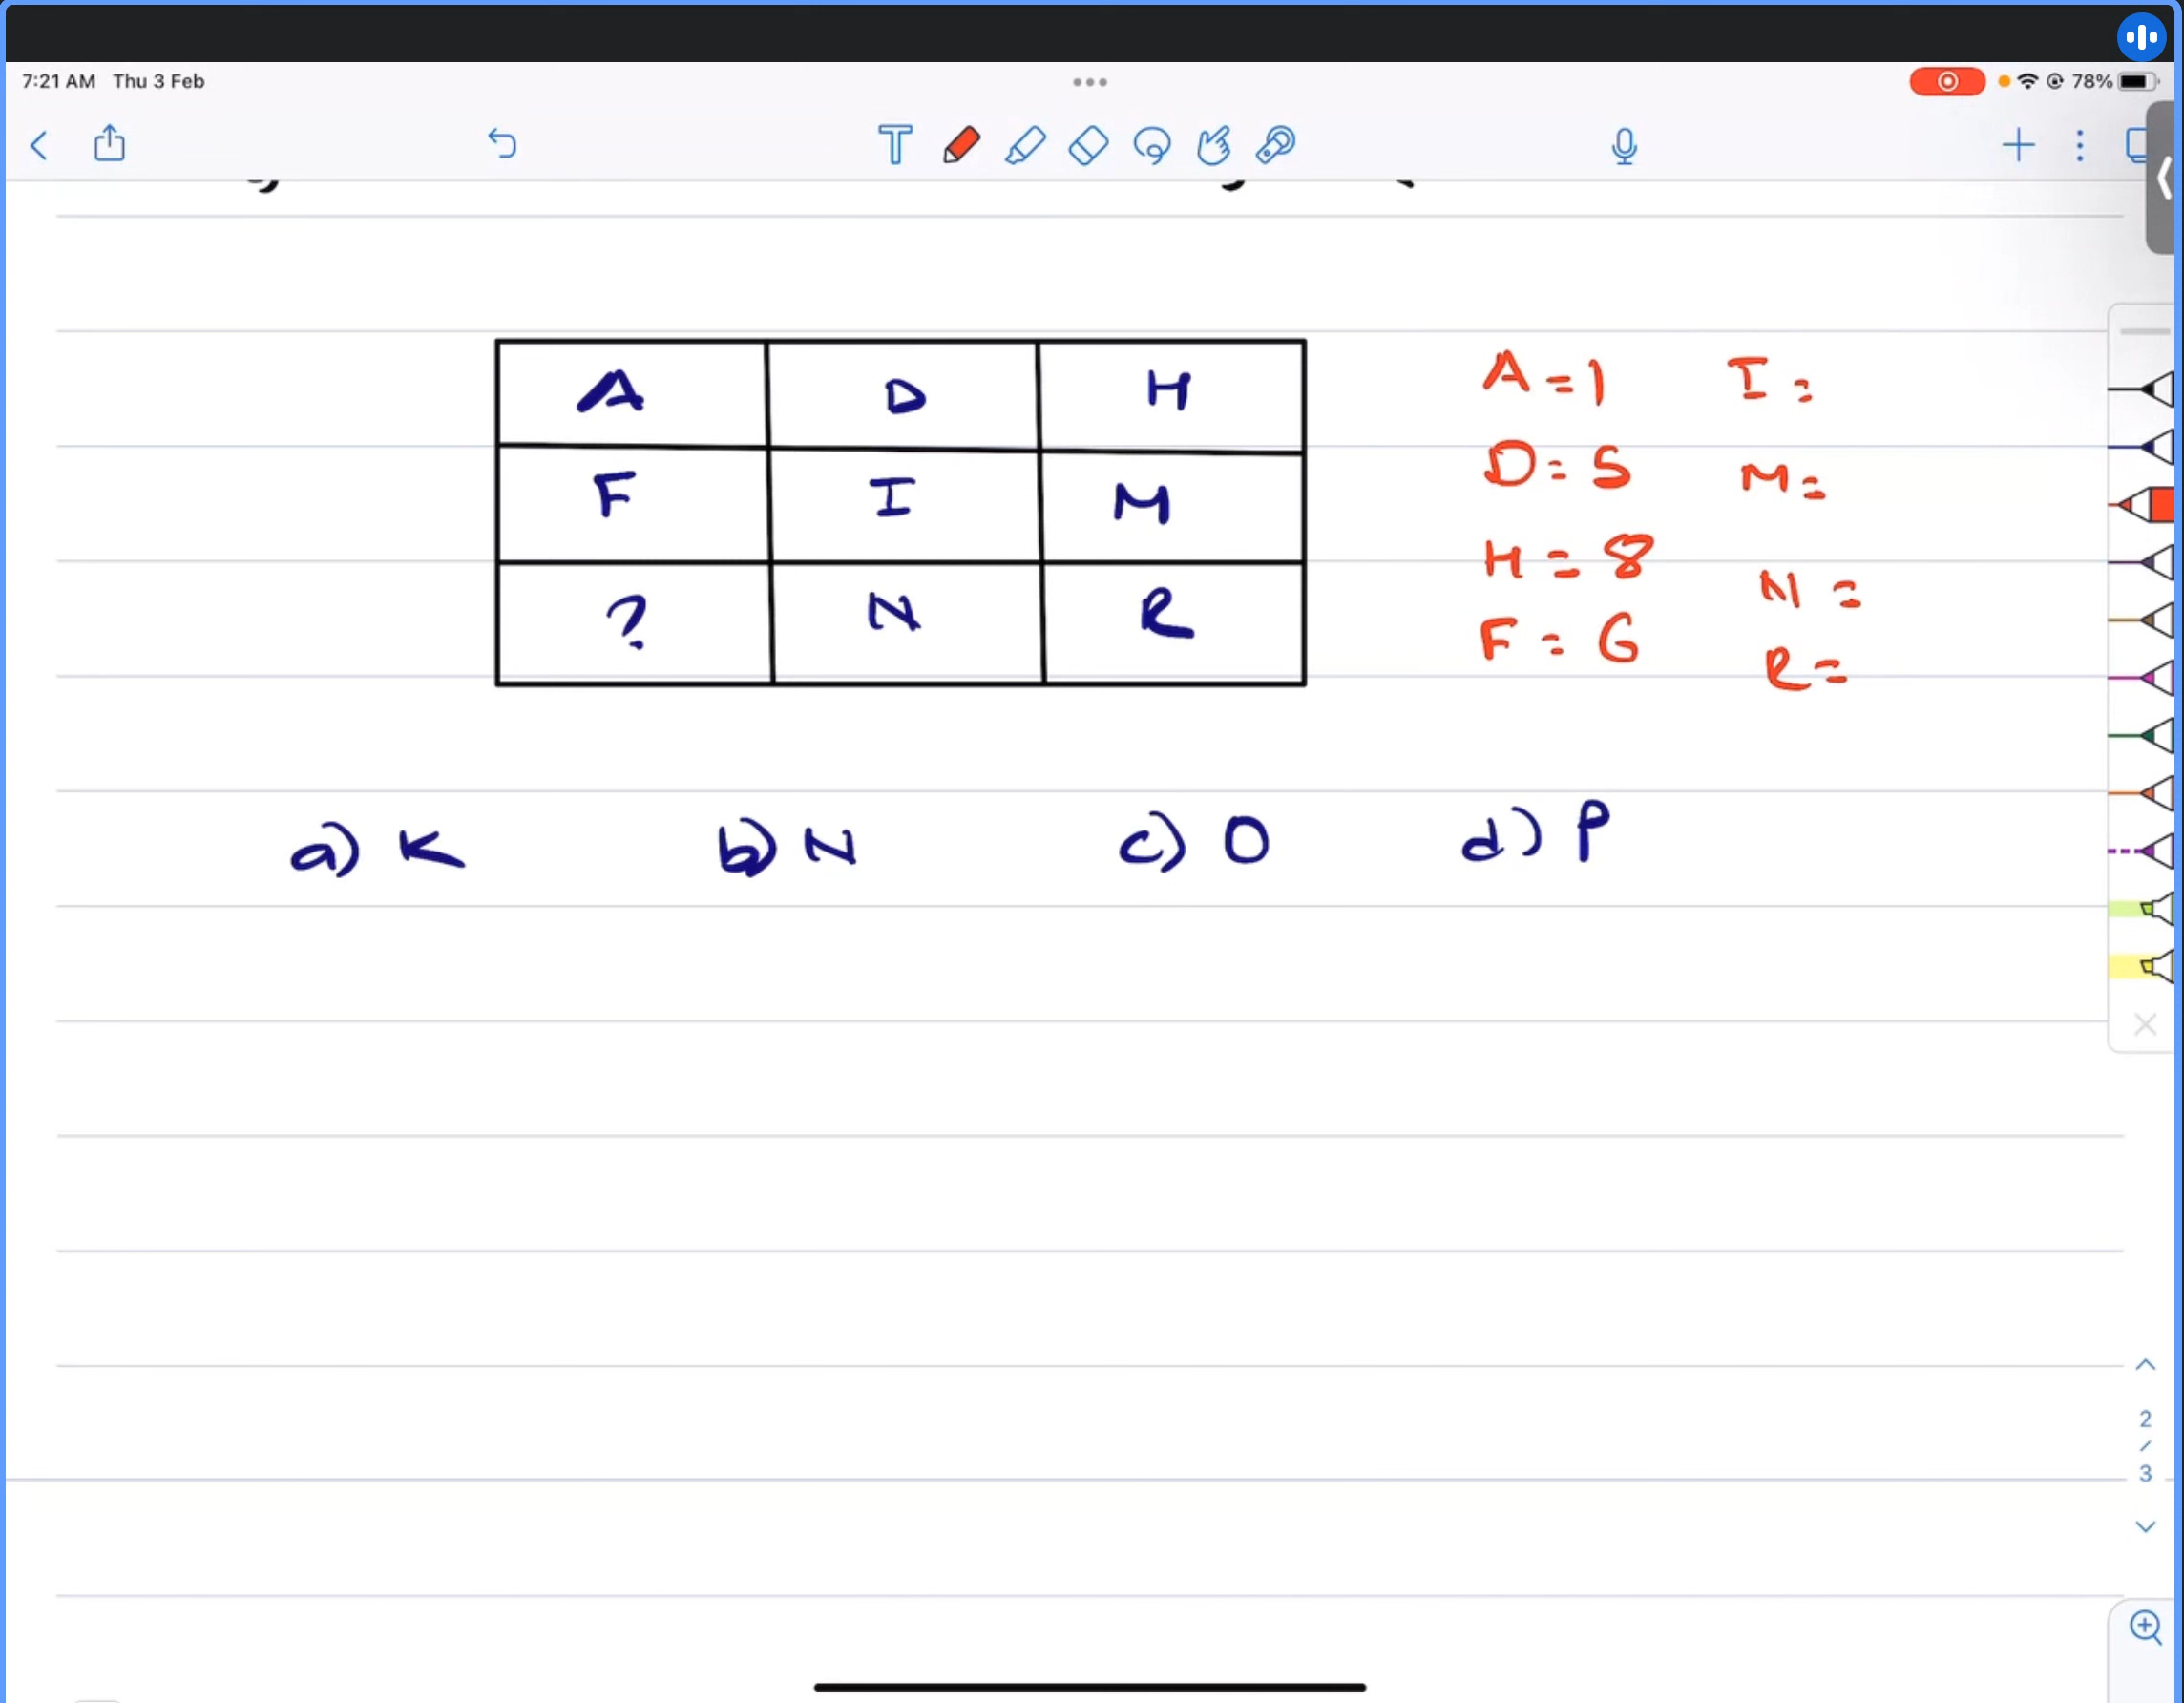 7:21 AM Thu 3 Feb
78%
A D H
F I M
? N R
A = 1 I =
D = 5 M =
H = 8 N =
F = 6 R =
a) K b) N c) O d) P
2
/
3